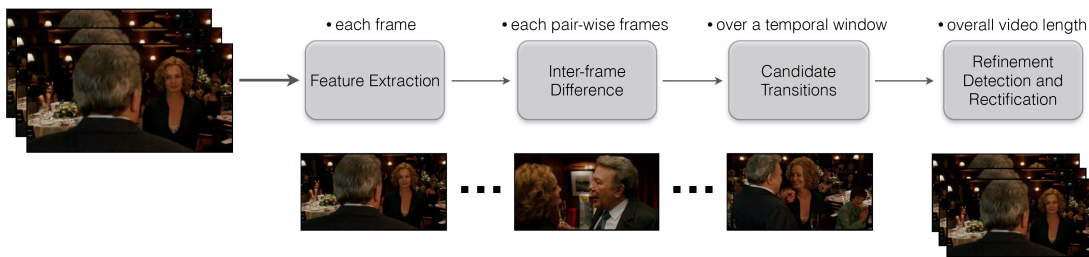 • each frame
• each pair-wise frames
• over a temporal window
• overall video length
Feature Extraction
Inter-frame
Difference
Candidate
Transitions
Refinement
Detection and
Rectification